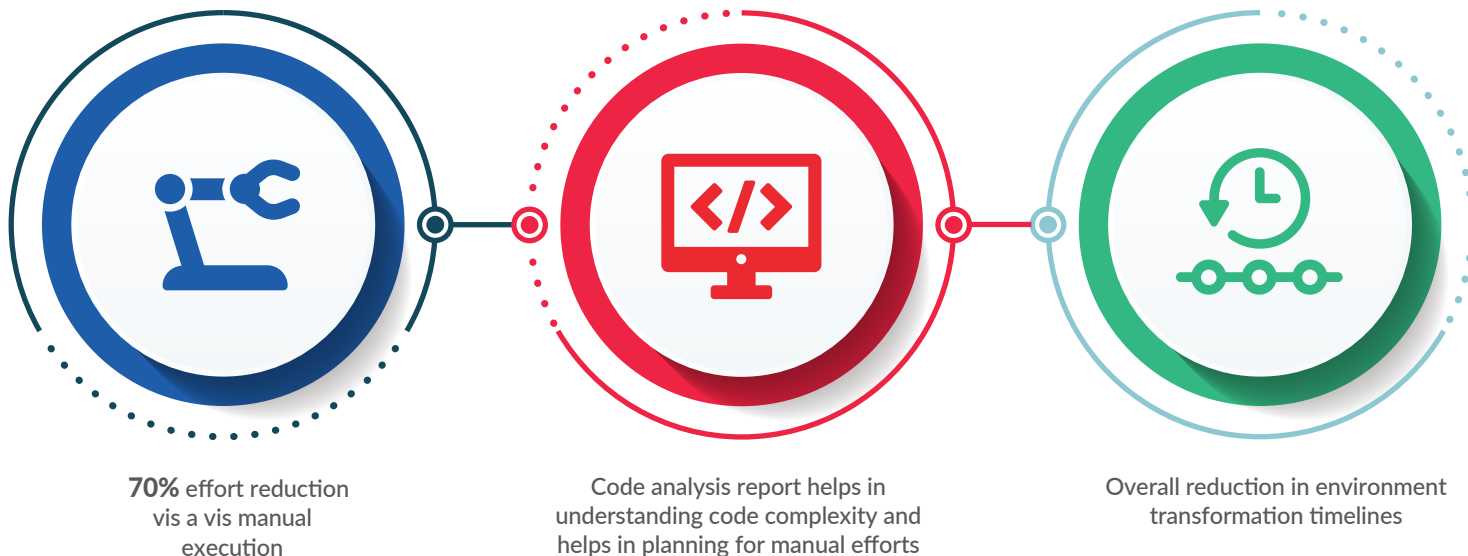 70% effort reduction
vis a vis manual
execution
Code analysis report helps in
understanding code complexity and
helps in planning for manual efforts
Overall reduction in environment
transformation timelines